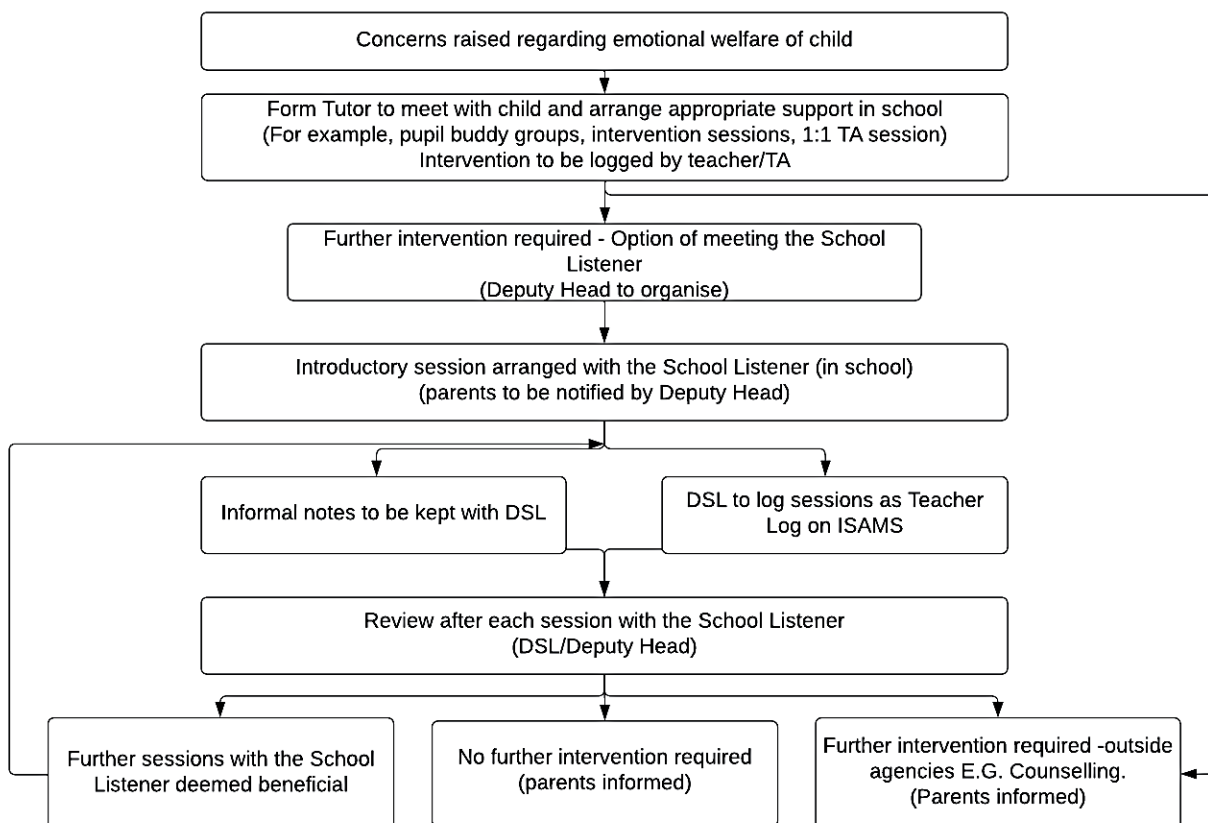 Concerns raised regarding emotional welfare of child
Form Tutor to meet with child and arrange appropriate support in school
(For example, pupil buddy groups, intervention sessions, 1:1 TA session)
Intervention to be logged by teacher/TA
Further intervention required - Option of meeting the School
Listener
(Deputy Head to organise)
Introductory session arranged with the School Listener (in school)
(parents to be notified by Deputy Head)
Informal notes to be kept with DSL
DSL to log sessions as Teacher
Log on ISAMS
Review after each session with the School Listener
(DSL/Deputy Head)
Further sessions with the School
Listener deemed beneficial
No further intervention required
(parents informed)
Further intervention required -outside
agencies E.G. Counselling.
(Parents informed)